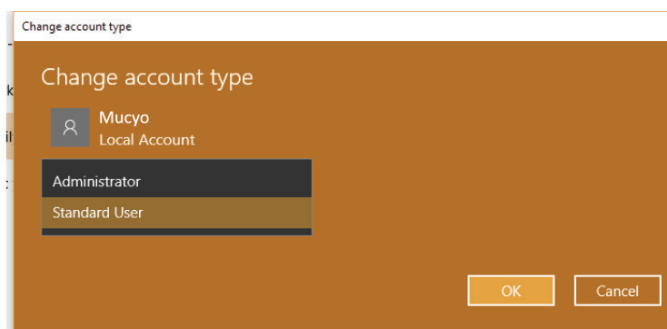 Change account type
Change account type
Mucyo
Local Account
Administrator
Standard User
OK
Cancel